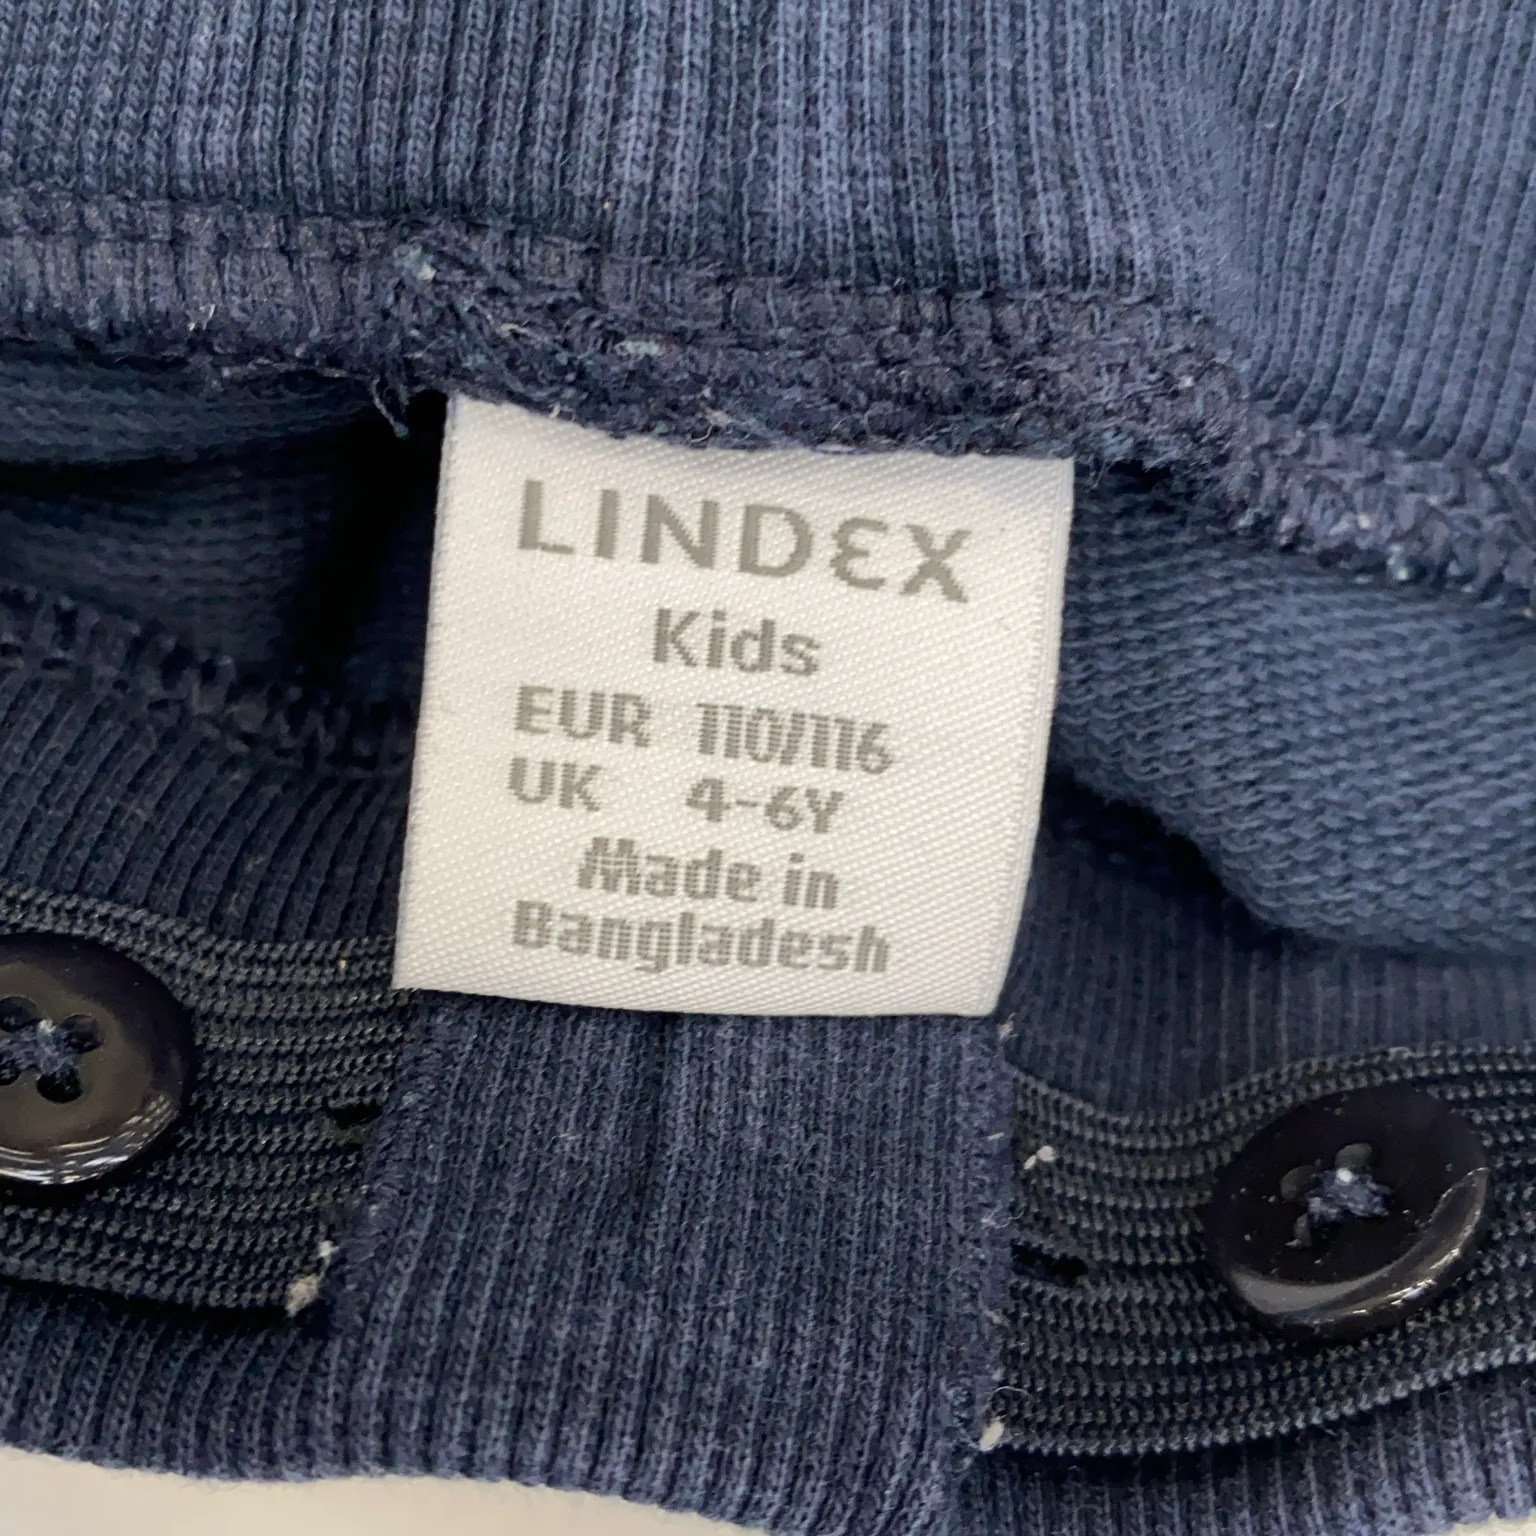 LINDEX
Kids
EUR 110/116
UK 4-6Y
Made in
Bangladesh